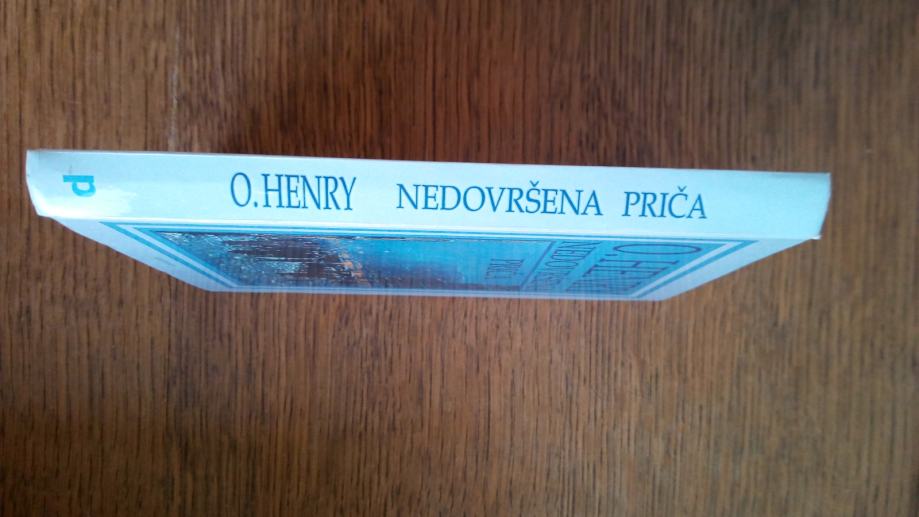 p
O. HENRY NEDOVRŠENA PRIČA